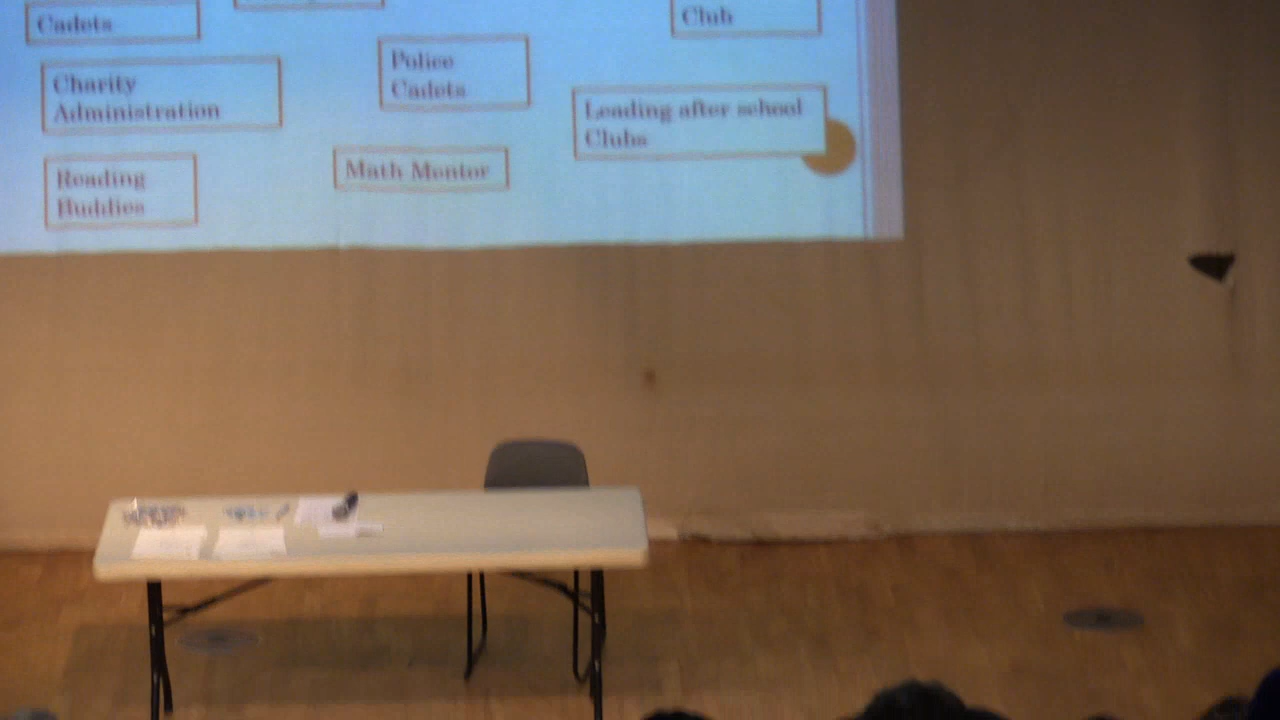 Cadets
Club
Police
Cadets
Charity
Administration
Leading after school
Clubs
Math Mentor
Reading
Buddies